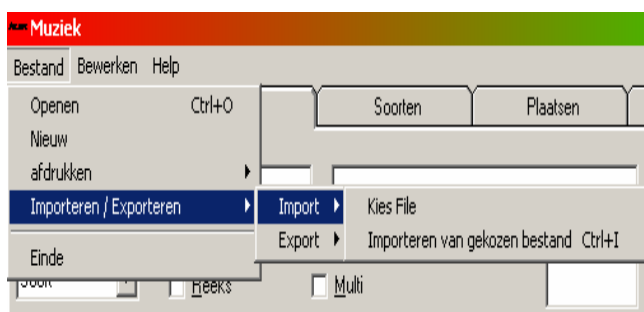 Muziek
Bestand Bewerken Help
Openen Ctrl+O
Soorten Plaatsen
Nieuw
afdrukken
Importeren / Exporteren Import Kies File
Export Importeren van gekozen bestand Ctrl+I
Einde
Reeks Multi